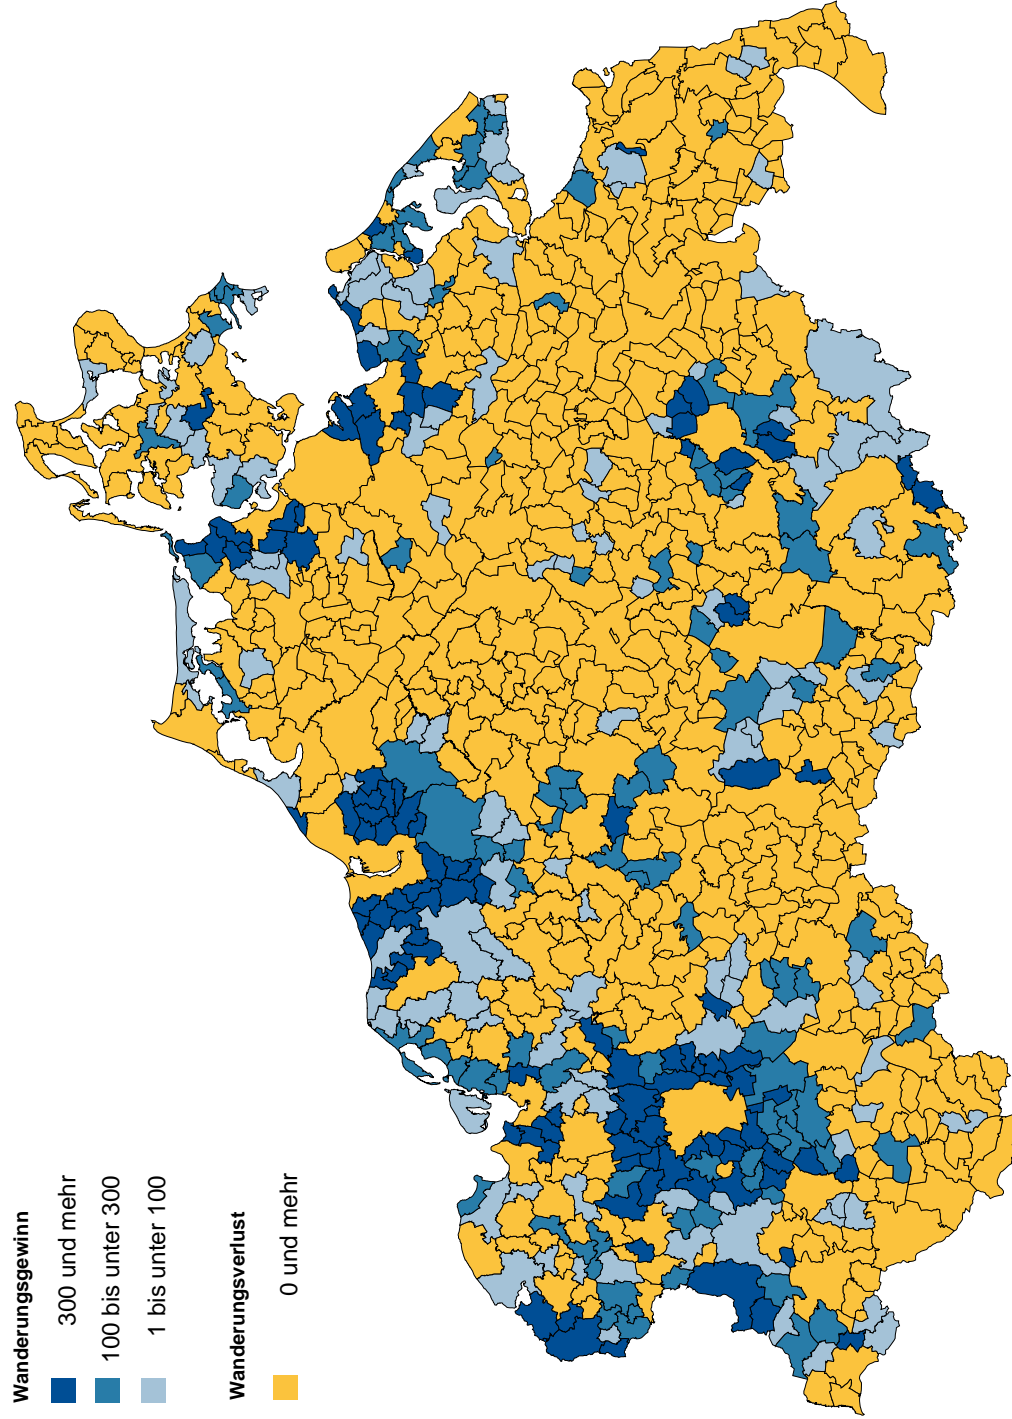 Wanderungsgewinn
300 und mehr
100 bis unter 300
1 bis unter 100
Wanderungsverlust
0 und mehr